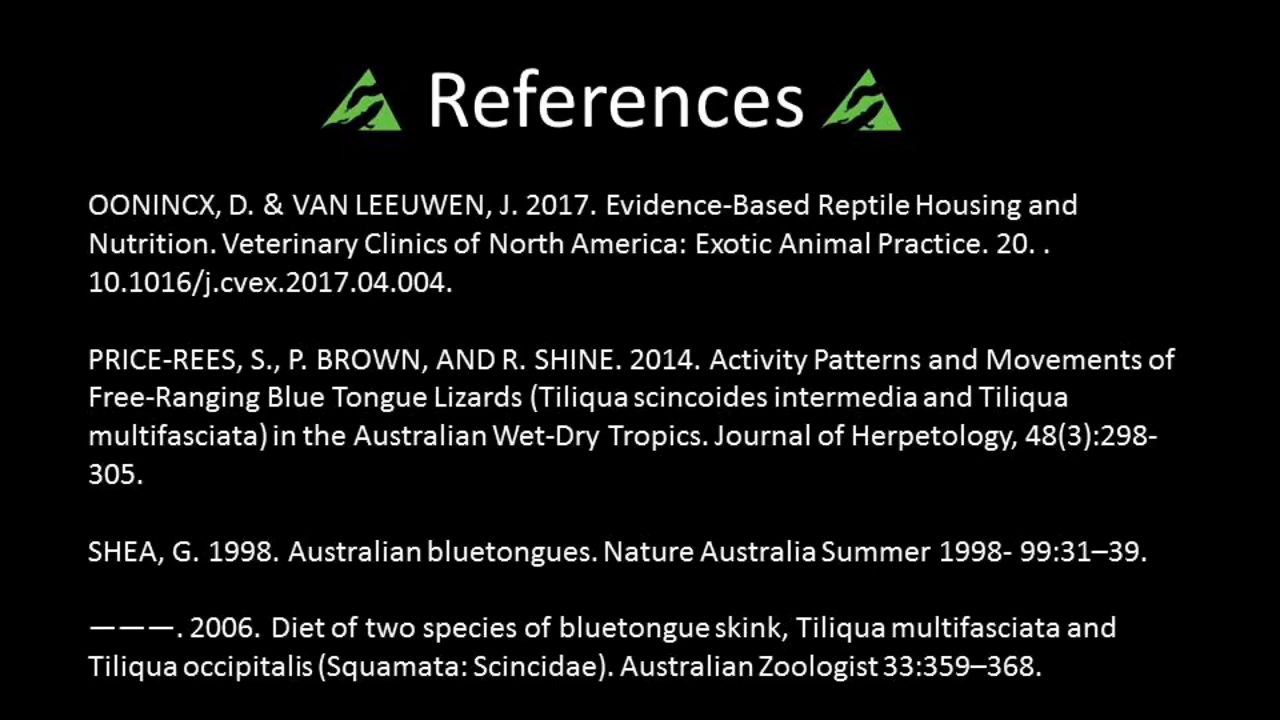 References
OONINCX, D. & VAN LEEUWEN, J. 2017. Evidence-Based Reptile Housing and
Nutrition. Veterinary Clinics of North America: Exotic Animal Practice. 20. .
10.1016/j.cvex.2017.04.004.
PRICE-REES, S., P. BROWN, AND R. SHINE. 2014. Activity Patterns and Movements of
Free-Ranging Blue Tongue Lizards (Tiliqua scincoides intermedia and Tiliqua
multifasciata) in the Australian Wet-Dry Tropics. Journal of Herpetology, 48(3):298-
305.
SHEA, G. 1998. Australian bluetongues. Nature Australia Summer 1998- 99:31–39.
———. 2006. Diet of two species of bluetongue skink, Tiliqua multifasciata and
Tiliqua occipitalis (Squamata: Scincidae). Australian Zoologist 33:359–368.